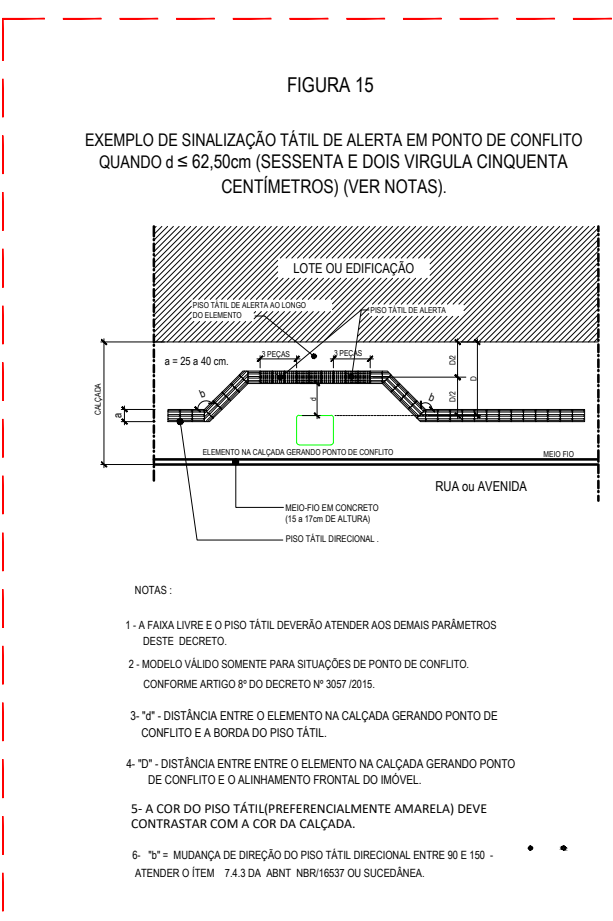 FIGURA 15
EXEMPLO DE SINALIZAÇÃO TÁTIL DE ALERTA EM PONTO DE CONFLITO
QUANDO d ≤ 62,50cm (SESSENTA E DOIS VIRGULA CINQUENTA
CENTÍMETROS) (VER NOTAS).
LOTE OU EDIFICAÇÃO
PISO TÁTIL DE ALERTA AO LONGO
DO ELEMENTO
PISO TÁTIL DE ALERTA
a = 25 a 40 cm.
3 PEÇAS
3 PEÇAS
D/2
D
D/2
CALÇADA
a
b
d
b
ELEMENTO NA CALÇADA GERANDO PONTO DE CONFLITO
MEIO FIO
RUA ou AVENIDA
MEIO-FIO EM CONCRETO
(15 a 17cm DE ALTURA)
PISO TÁTIL DIRECIONAL .
NOTAS :
1 - A FAIXA LIVRE E O PISO TÁTIL DEVERÃO ATENDER AOS DEMAIS PARÂMETROS
DESTE DECRETO.
2 - MODELO VÁLIDO SOMENTE PARA SITUAÇÕES DE PONTO DE CONFLITO.
CONFORME ARTIGO 8º DO DECRETO Nº 3057 /2015.
3- "d" - DISTÂNCIA ENTRE O ELEMENTO NA CALÇADA GERANDO PONTO DE
CONFLITO E A BORDA DO PISO TÁTIL.
4- "D" - DISTÂNCIA ENTRE ENTRE O ELEMENTO NA CALÇADA GERANDO PONTO
DE CONFLITO E O ALINHAMENTO FRONTAL DO IMÓVEL.
5- A COR DO PISO TÁTIL(PREFERENCIALMENTE AMARELA) DEVE
CONTRASTAR COM A COR DA CALÇADA.
6- "b" = MUDANÇA DE DIREÇÃO DO PISO TÁTIL DIRECIONAL ENTRE 90 E 150 -
ATENDER O ÍTEM 7.4.3 DA ABNT NBR/16537 OU SUCEDÂNEA.